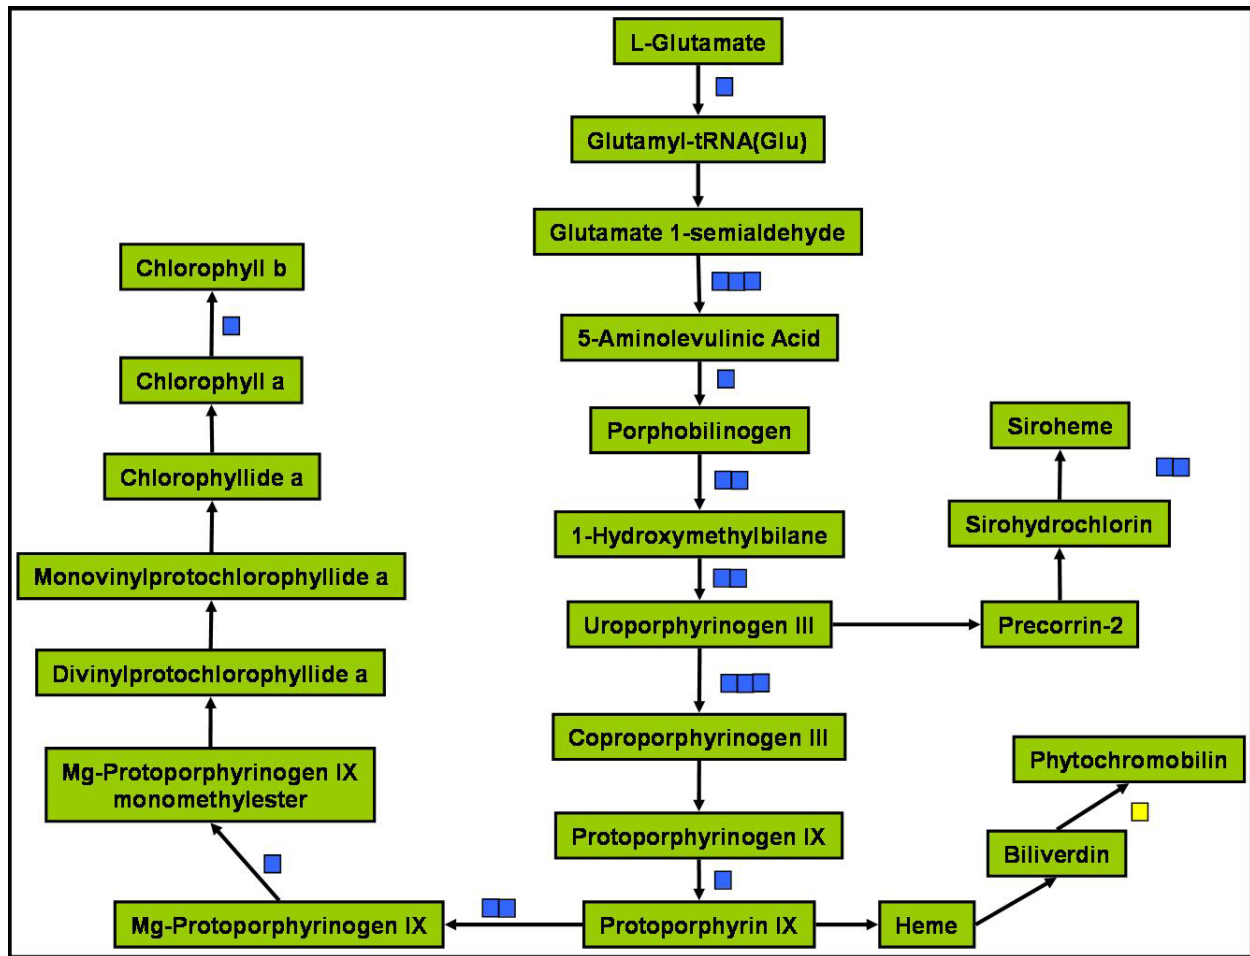 L-Glutamate
Glutamyl-tRNA(Glu)
Glutamate 1-semialdehyde
Chlorophyll b
5-Aminolevulinic Acid
Chlorophyll a
Porphobilinogen
Siroheme
Chlorophyllide a
1-Hydroxymethylbilane
Sirohydrochlorin
Monovinylprotochlorophyllide a
Uroporphyrinogen III
Precorrin-2
Divinylprotochlorophyllide a
Coproporphyrinogen III
Phytochromobilin
Mg-Protoporphyrinogen IX
monomethylester
Protoporphyrinogen IX
Biliverdin
Mg-Protoporphyrinogen IX
Protoporphyrin IX
Heme